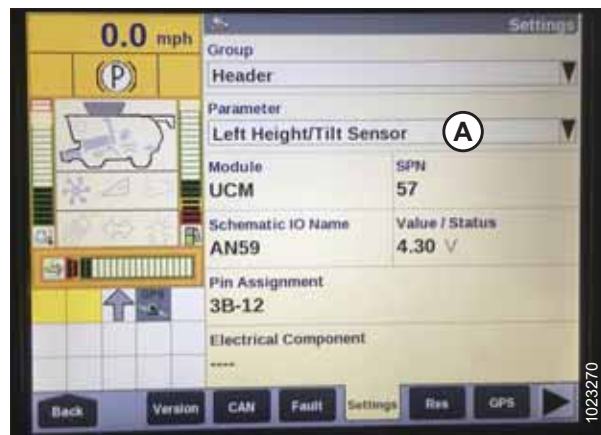 0.0 mph
(P)
Settings
Group
Header
Parameter
Left Height/Tilt Sensor
A
Module
SPN
UCM
57
Schematic IO Name
Value / Status
AN59
4.30 V
Pin Assignment
3B-12
Electrical Component
----
Back
Version
CAN
Fault
Settings
Res
GPS
1023270